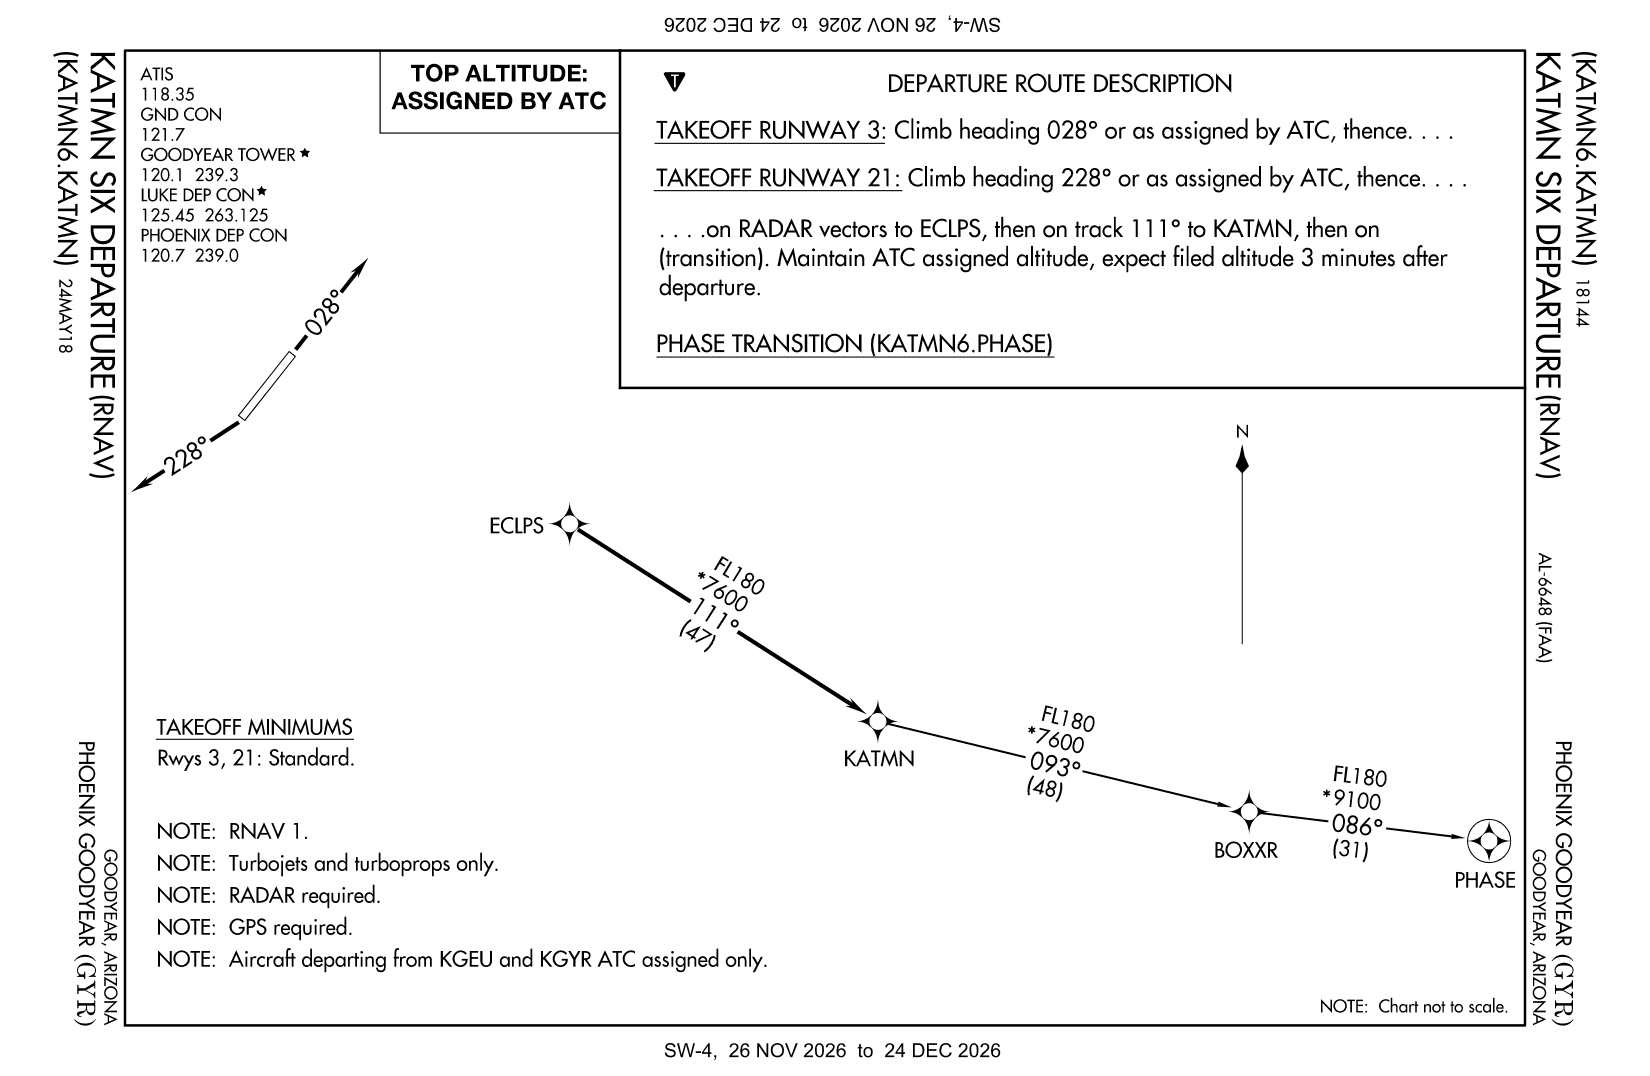 SW-4, 26 NOV 2026 to 24 DEC 2026
(KATMN6.KATMN) 24MAY18
KATMN SIX DEPARTURE (RNAV)
PHOENIX GOODYEAR (GYR)
GOODYEAR, ARIZONA
ATIS
118.35
GND CON
121.7
GOODYEAR TOWER ★
120.1 239.3
LUKE DEP CON ★
125.45 263.125
PHOENIX DEP CON
120.7 239.0
TOP ALTITUDE:
ASSIGNED BY ATC
T
DEPARTURE ROUTE DESCRIPTION
TAKEOFF RUNWAY 3: Climb heading 028° or as assigned by ATC, thence. . . .
TAKEOFF RUNWAY 21: Climb heading 228° or as assigned by ATC, thence. . . .
. . . .on RADAR vectors to ECLPS, then on track 111° to KATMN, then on
(transition). Maintain ATC assigned altitude, expect filed altitude 3 minutes after
departure.
PHASE TRANSITION (KATMN6.PHASE)
028°
228°
N
ECLPS
FL180
*7600
111°
(47)
KATMN
FL180
*7600
093°
(48)
BOXXR
FL180
*9100
086°
(31)
PHASE
TAKEOFF MINIMUMS
Rwys 3, 21: Standard.
NOTE: RNAV 1.
NOTE: Turbojets and turboprops only.
NOTE: RADAR required.
NOTE: GPS required.
NOTE: Aircraft departing from KGEU and KGYR ATC assigned only.
NOTE: Chart not to scale.
(KATMN6.KATMN) 18144
KATMN SIX DEPARTURE (RNAV)
AL-6648 (FAA)
PHOENIX GOODYEAR (GYR)
GOODYEAR, ARIZONA
SW-4, 26 NOV 2026 to 24 DEC 2026